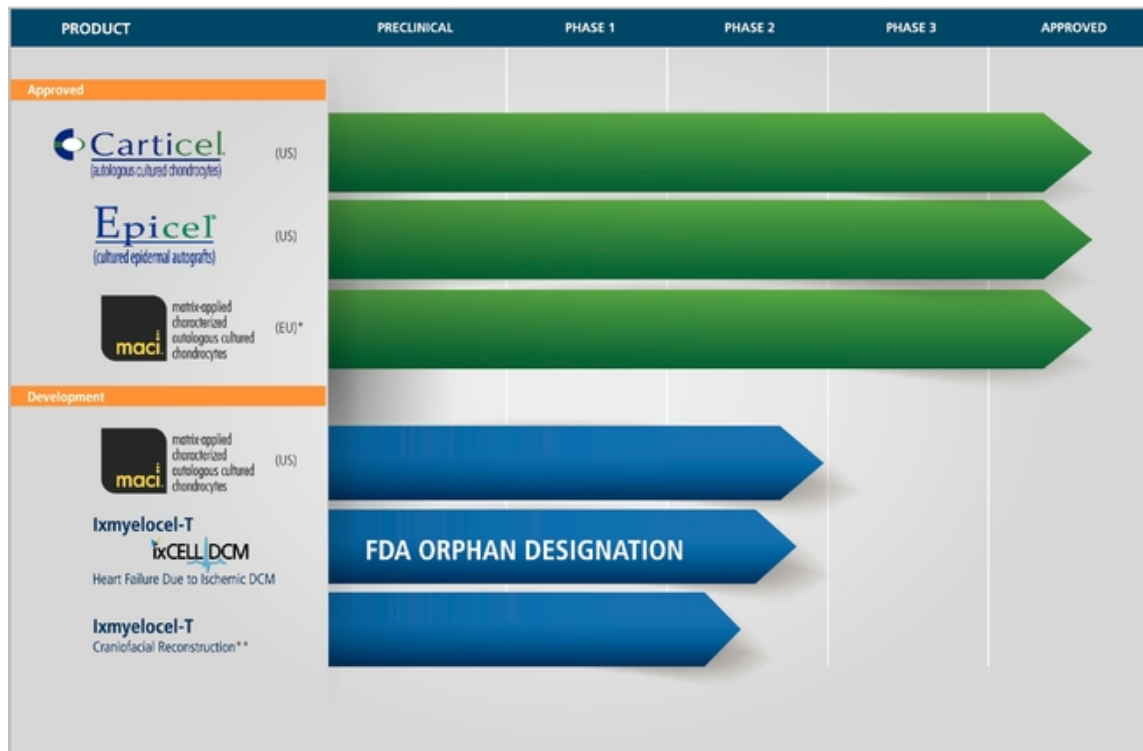 PRODUCT PRECLINICAL PHASE 1 PHASE 2 PHASE 3 APPROVED
Approved
Carticel
(autologous cultured chondrocytes)
(US)
Epicel®
(cultured epidermal autografts)
(US)
maci
matrix-applied
characterized
autologous cultured
chondrocytes
(EU)*
Development
maci
matrix-applied
characterized
autologous cultured
chondrocytes
(US)
Ixmyelocel-T
ixCELL DCM
Heart Failure Due to Ischemic DCM
FDA ORPHAN DESIGNATION
Ixmyelocel-T
Craniofacial Reconstruction**